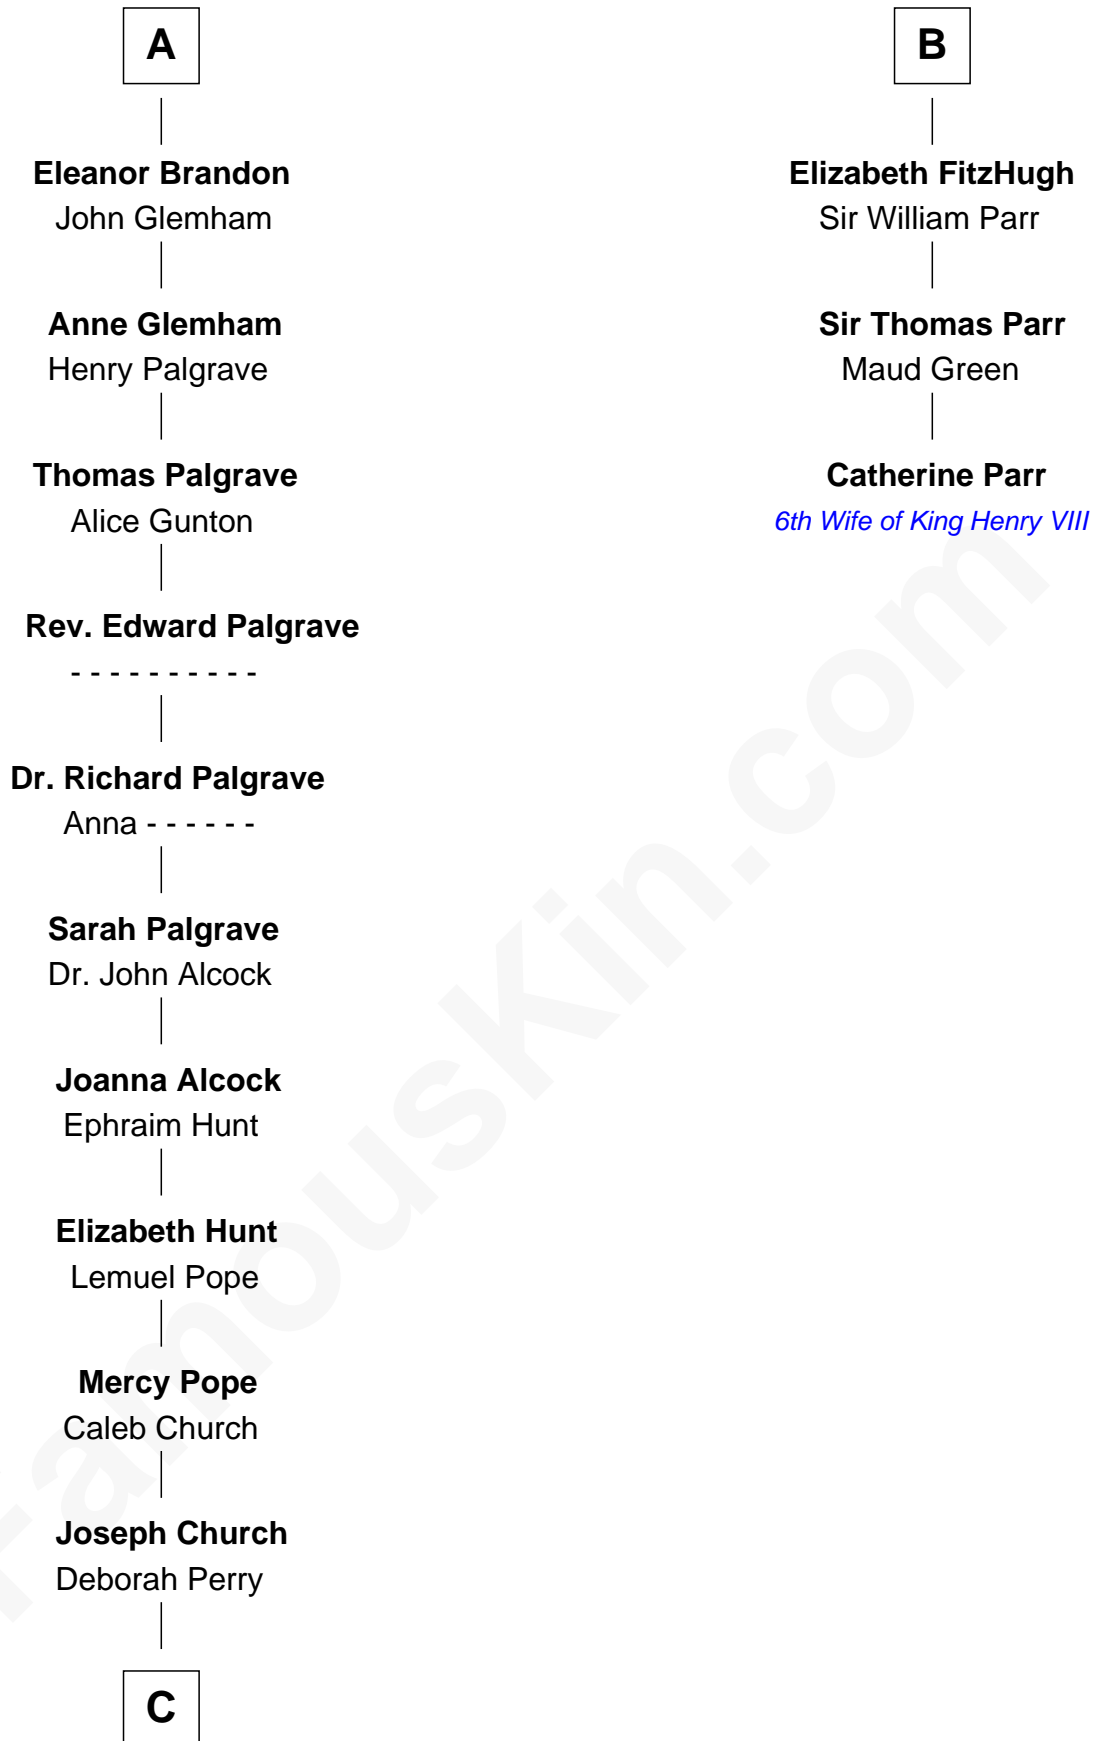 A
Eleanor Brandon
John Glemham
Anne Glemham
Henry Palgrave
Thomas Palgrave
Alice Gunton
Rev. Edward Palgrave
- - - - - - - - - -
Dr. Richard Palgrave
Anna - - - - - -
Sarah Palgrave
Dr. John Alcock
Joanna Alcock
Ephraim Hunt
Elizabeth Hunt
Lemuel Pope
Mercy Pope
Caleb Church
Joseph Church
Deborah Perry
C
B
Elizabeth FitzHugh
Sir William Parr
Sir Thomas Parr
Maud Green
Catherine Parr
6th Wife of King Henry VIII
FamousKin.com